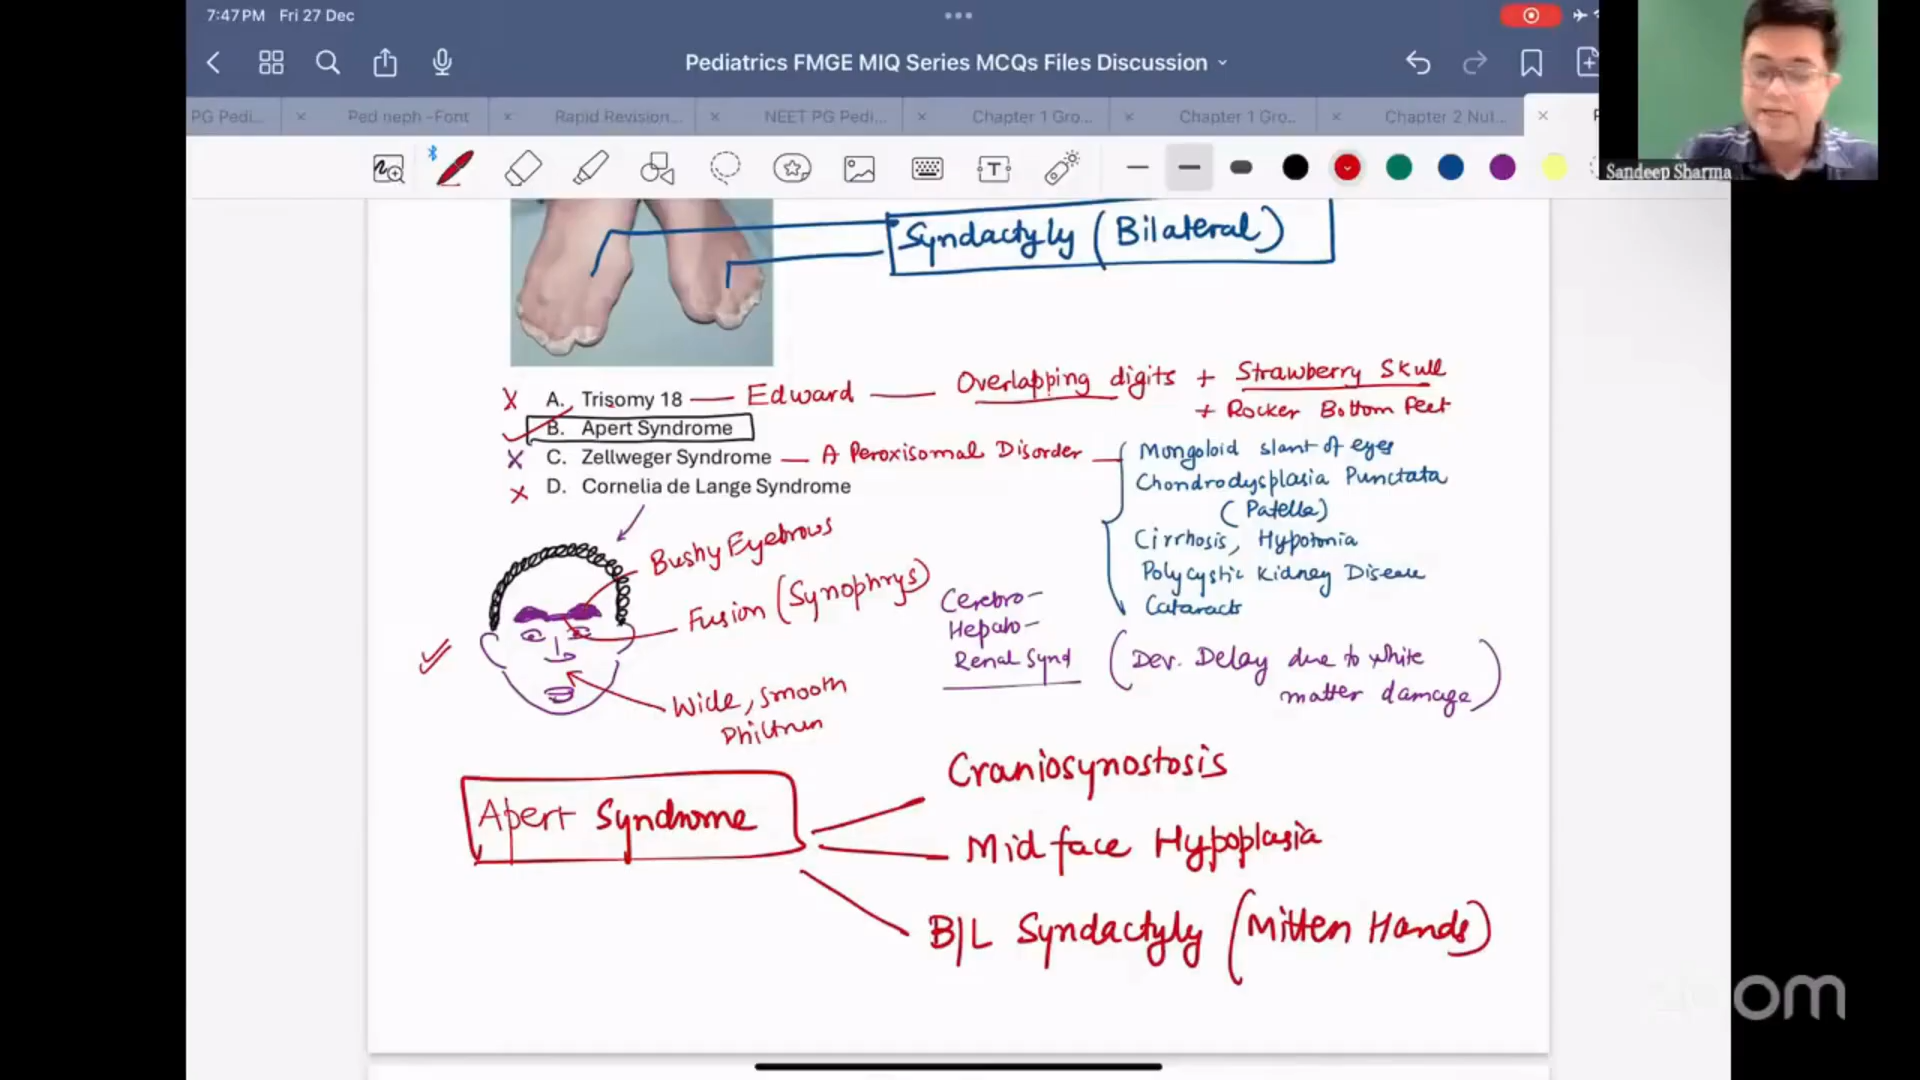 7:47 PM Fri 27 Dec
Pediatrics FMGE MIQ Series MCQs Files Discussion
PG Pedi...
Ped neph -Font
Rapid Revision...
NEET PG Pedi...
Chapter 1 Gro...
Chapter 1 Gro...
Chapter 2 Nut...
Sandeep Sharma
Syndactyly (Bilateral)
X A. Trisomy 18 — Edward — Overlapping digits + Strawberry Skull
+ Rocker Bottom Feet
B. Apert Syndrome
X C. Zellweger Syndrome — A Peroxisomal Disorder
X D. Cornelia de Lange Syndrome
Mongoloid slant of eyes
Chondrodysplasia Punctata
(Patella)
Cirrhosis, Hypotonia
Polycystic Kidney Disease
Cataracts
Bushy Eyebrows
Fusion (Synophrys)
Wide, Smooth
Philtrum
Cerebro-
Hepato-
Renal Synd
(Dev. Delay due to white
matter damage)
Apert Syndrome
Craniosynostosis
Mid face Hypoplasia
B/L Syndactyly (Mitten Hands)